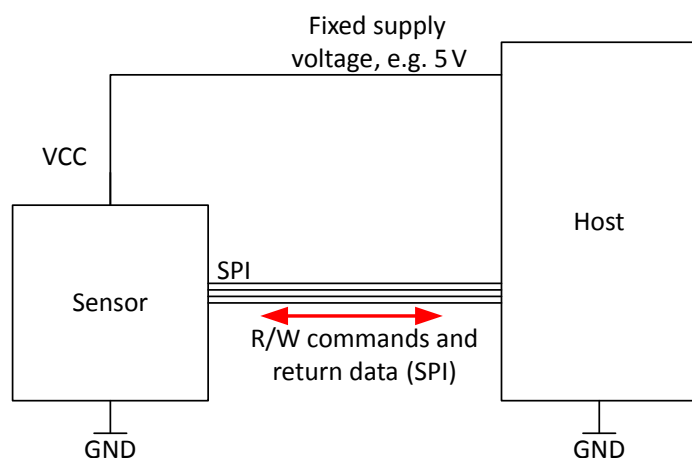 Fixed supply
voltage, e.g. 5 V
VCC
Host
SPI
Sensor
R/W commands and
return data (SPI)
GND
GND